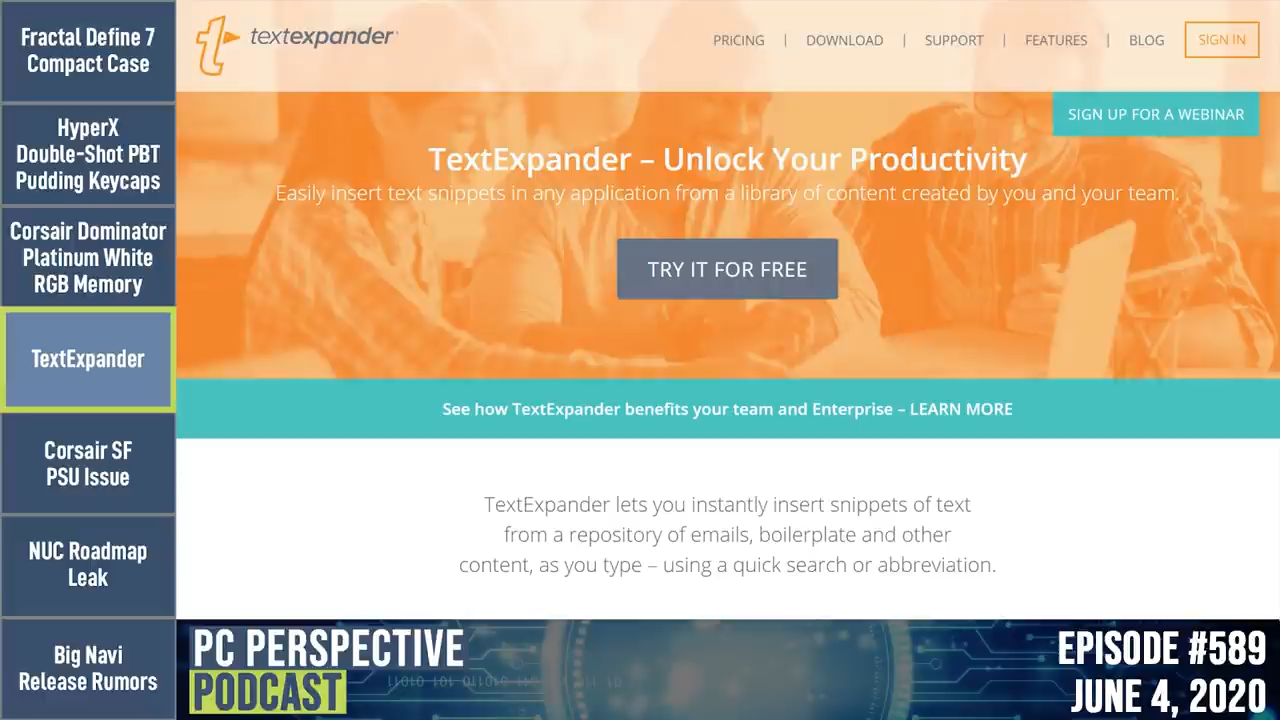 Fractal Define 7
Compact Case
HyperX
Double-Shot PBT
Pudding Keycaps
Corsair Dominator
Platinum White
RGB Memory
TextExpander
Corsair SF
PSU Issue
NUC Roadmap
Leak
Big Navi
Release Rumors
textexpander
PRICING | DOWNLOAD | SUPPORT | FEATURES | BLOG
SIGN IN
SIGN UP FOR A WEBINAR
TextExpander – Unlock Your Productivity
Easily insert text snippets in any application from a library of content created by you and your team.
TRY IT FOR FREE
See how TextExpander benefits your team and Enterprise – LEARN MORE
TextExpander lets you instantly insert snippets of text
from a repository of emails, boilerplate and other
content, as you type – using a quick search or abbreviation.
PC PERSPECTIVE
PODCAST
EPISODE #589
JUNE 4, 2020